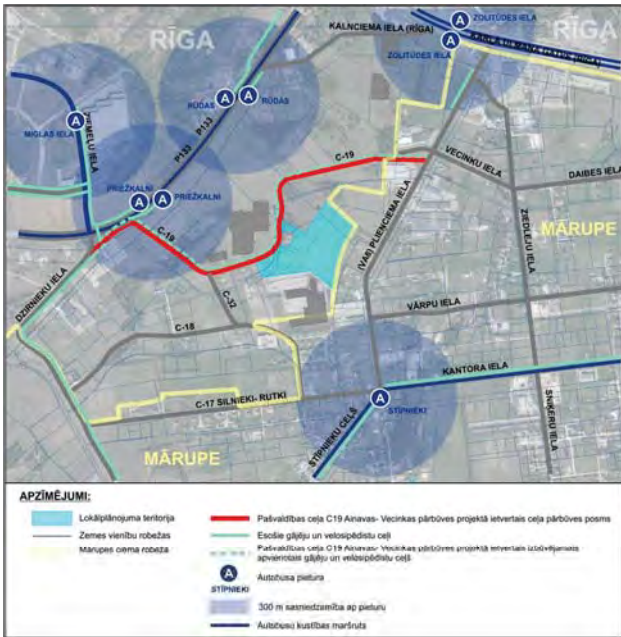 RĪGA
KALNCIEMA IELA (RĪGA)
ZOLITŪDES IELA
ZOLITŪDES IELA
RŪDAS
RŪDAS
P133
P133
MIGLAS IELA
ZIEMEĻU IELA
PRIEŽKALNI
PRIEŽKALNI
C-19
C-19
VECINKU IELA
DAIBES IELA
MĀRUPE
(VA6) PLIENCIEMA IELA
ZIEDLEJU IELA
DZIRNIEKU IELA
C-32
C-18
VĀRPU IELA
KANTORA IELA
C-17 SILNIEKI- RUTKI
STĪPNIEKI
STĪPNIEKU CEĻŠ
SNIĶERU IELA
MĀRUPE
APZĪMĒJUMI:
Lokālplānojuma teritorija
Zemes vienību robežas
Mārupes ciema robeža
Pašvaldības ceļa C19 Ainavas- Vecinkas pārbūves projektā ietvertais ceļa pārbūves posms
Esošie gājēju un velosipēdistu ceļi
Pašvaldības ceļa C19 Ainavas- Vecinkas pārbūves projektā ietvertais izbūvējamais apvienotais gājēju un velosipēdistu ceļš
A
STĪPNIEKI
Autobusa pietura
300 m sasniedzamība ap pieturu
Autobusu kustības maršruts